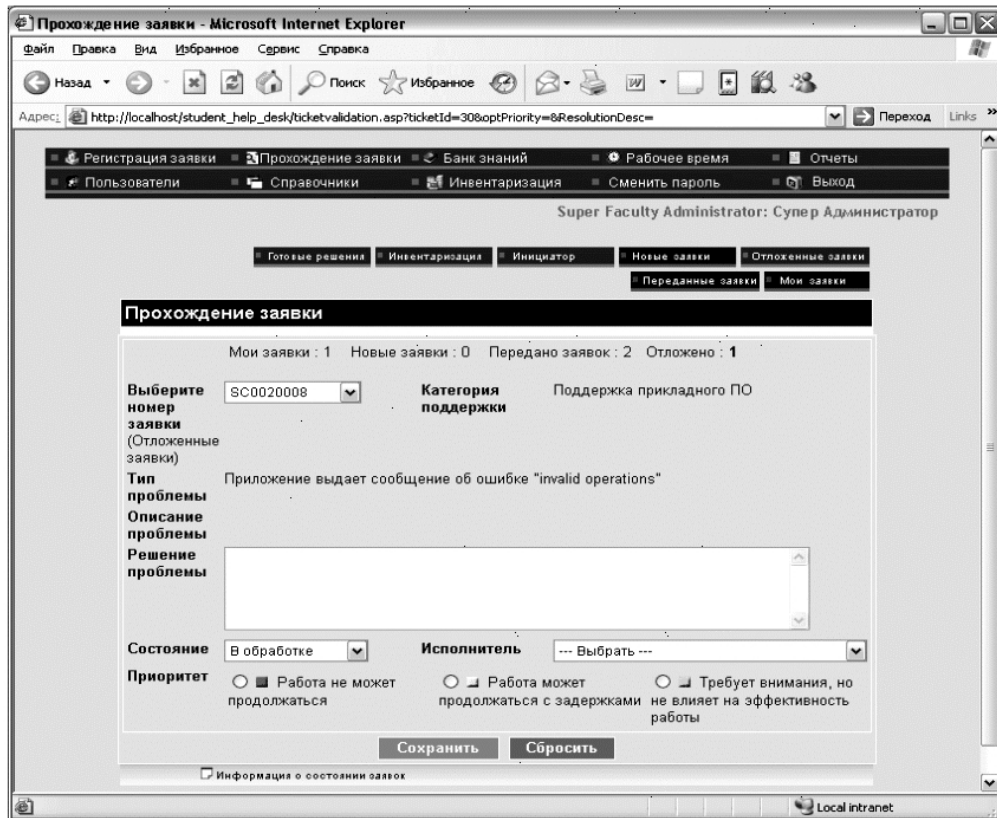 Прохождение заявки - Microsoft Internet Explorer
Файл Правка Вид Избранное Сервис Справка
Назад Поиск Избранное
Адрес: http://localhost/student_help_desk/ticketvalidation.asp?ticketId=30&optPriority=&ResolutionDesc= Переход Links »
Регистрация заявки Прохождение заявки Банк знаний Рабочее время Отчеты
Пользователи Справочники Инвентаризация Сменить пароль Выход
Super Faculty Administrator: Супер Администратор
Готовые решения Инвентаризация Инициатор Новые заявки Отложенные заявки
Переданные заявки Мои заявки
Прохождение заявки
Мои заявки : 1 Новые заявки : 0 Передано заявок : 2 Отложено : 1
Выберите номер заявки (Отложенные заявки) SC0020008 Категория поддержки Поддержка прикладного ПО
Тип проблемы Приложение выдает сообщение об ошибке "invalid operations"
Описание проблемы
Решение проблемы
Состояние В обработке Исполнитель --- Выбрать ---
Приоритет Работа не может продолжаться Работа может продолжаться с задержками Требует внимания, но не влияет на эффективность работы
Сохранить Сбросить
Информация о состоянии заявок
Local intranet